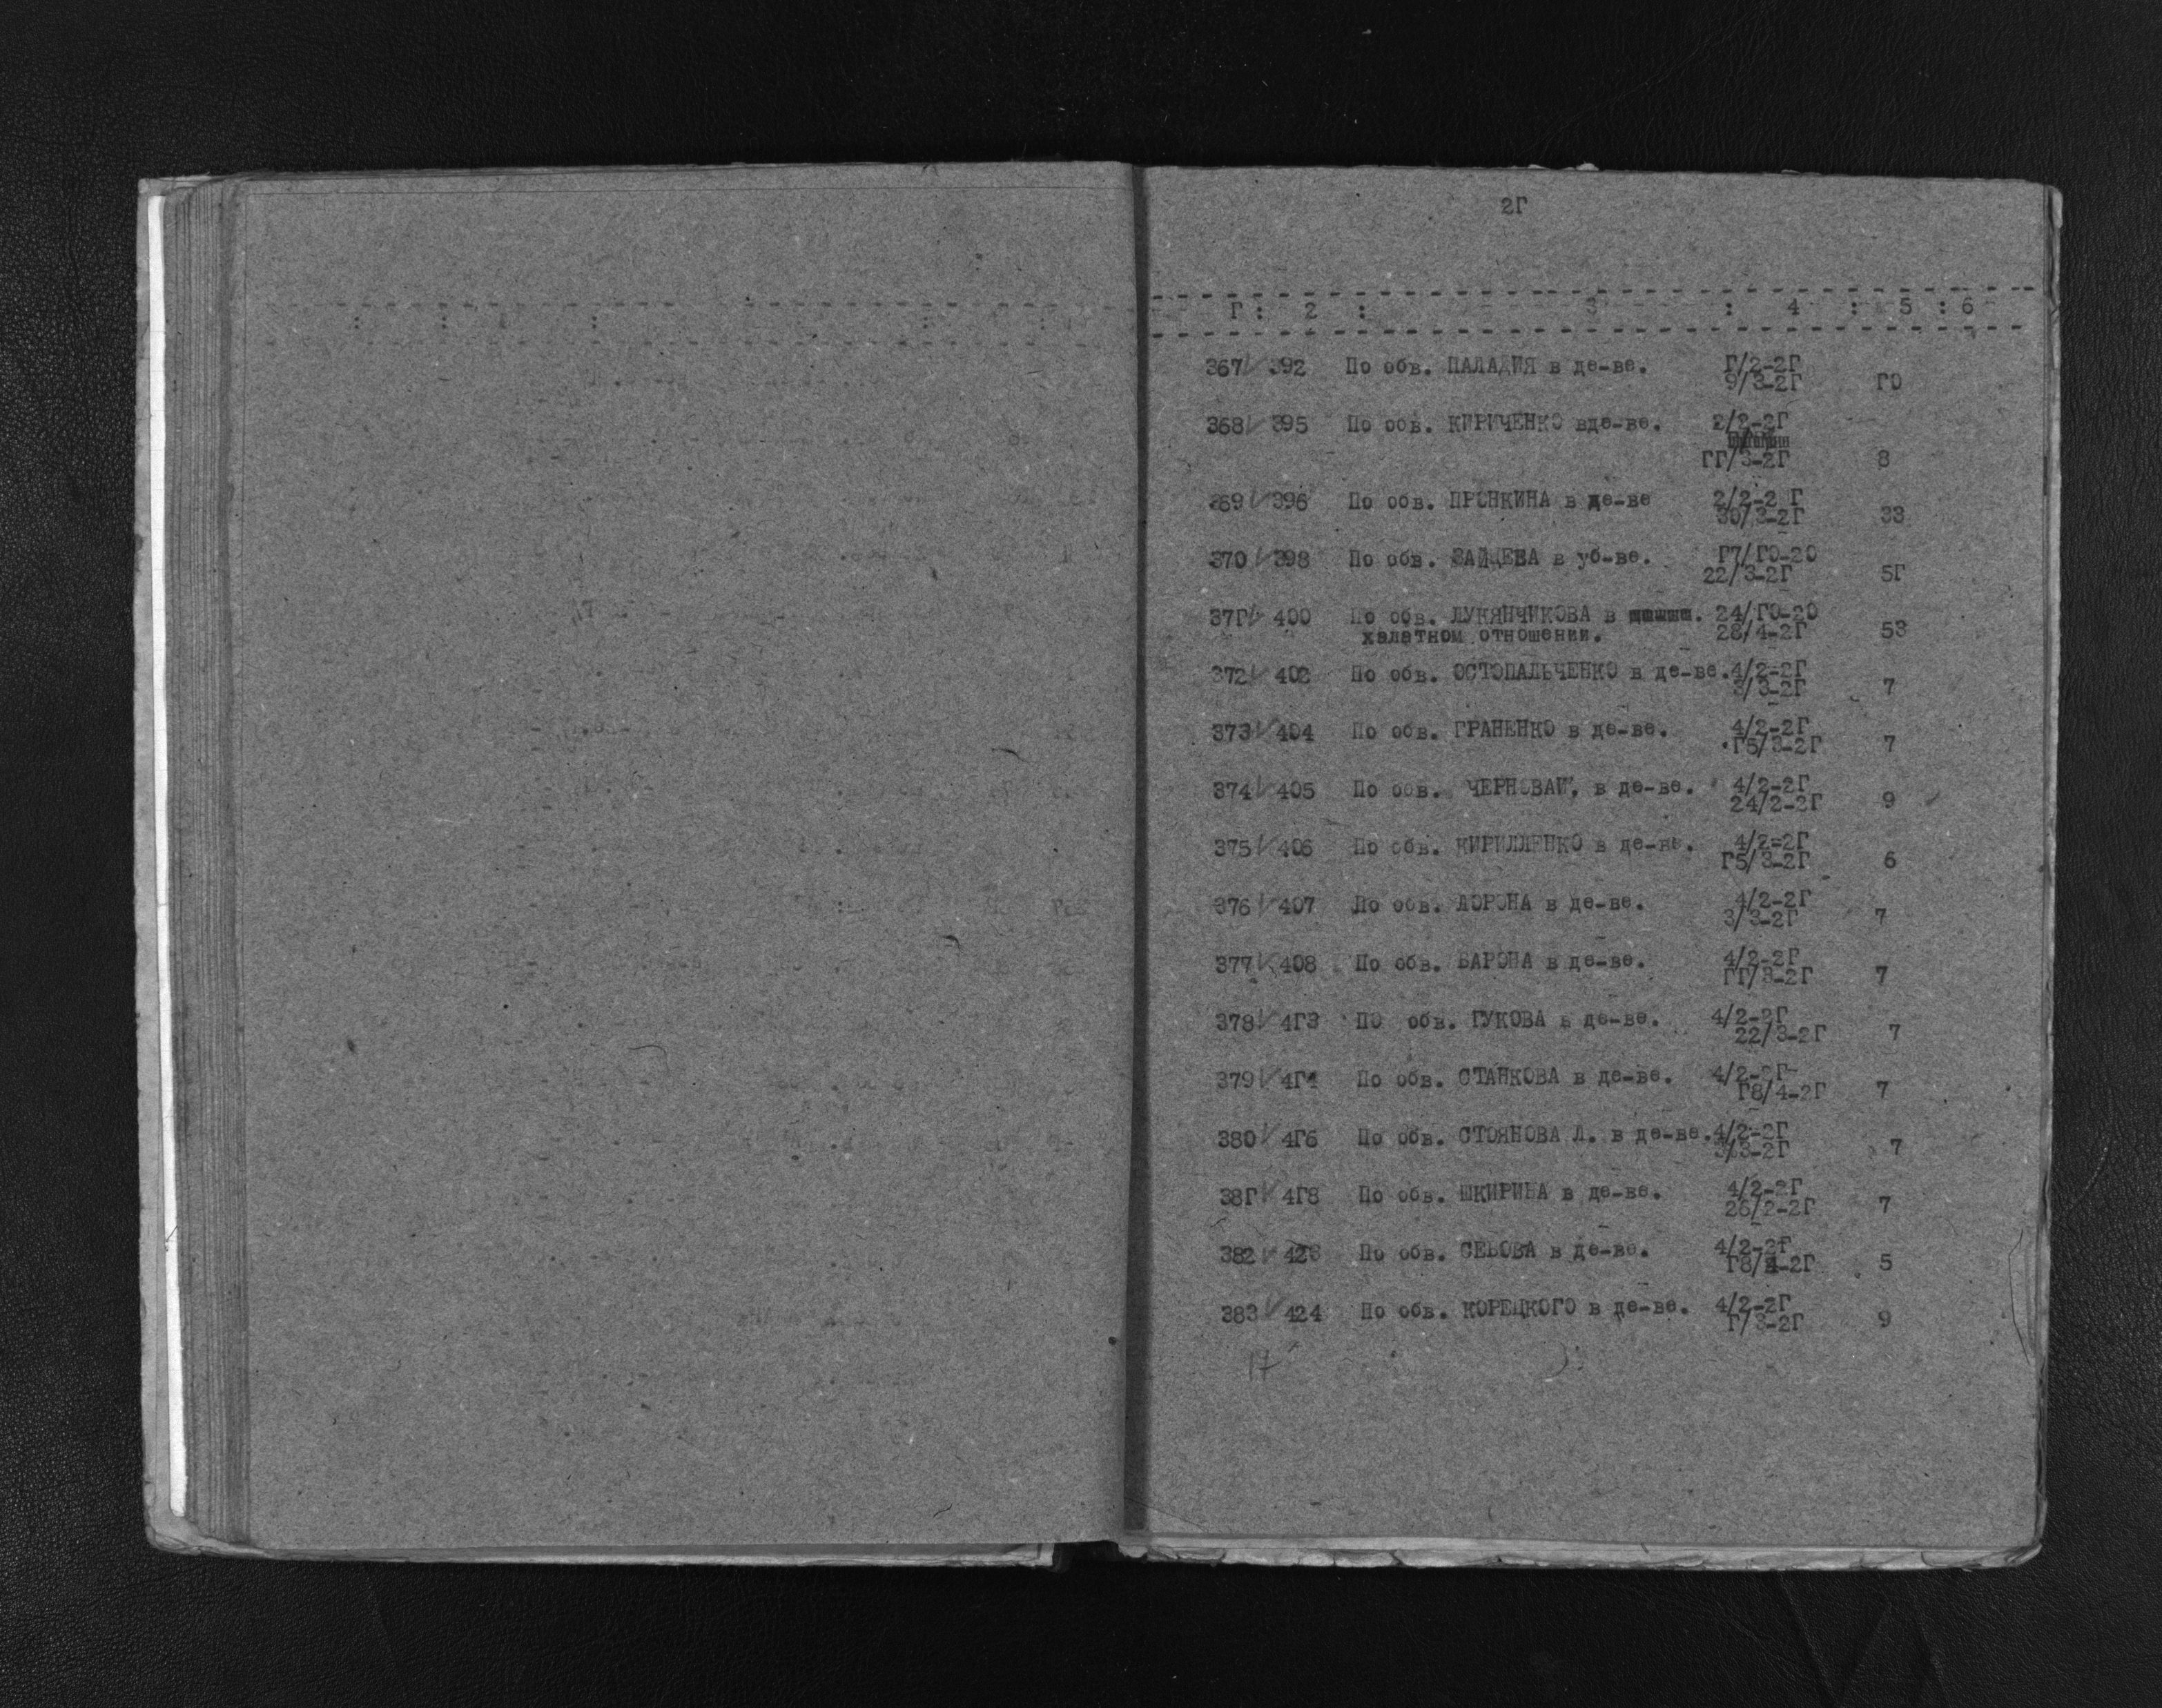 2Г
Г : 2 : 3 : 4 : 5 : 6
367 392 По обв. ПАЛАДИЯ в де-ве. Г/2-2Г
9/3-2Г Г0
368 395 По обв. КИРИЧЕНКО вде-ве. 2/2-2Г
ГГ/3-2Г 8
369 396 По обв. ПРОНКИНА в де-ве 2/2-2 Г
30/3-2Г 33
370 398 По обв. ЗАЙЦЕВА в уб-ве. Г7/Г0-20
22/3-2Г 5Г
37Г 400 По обв. ЛУКЯНЧИКОВА в 24/Г0-20
халатном отношении. 28/4-2Г 53
372 402 По обв. ОСТОПАЛЬЧЕНКО в де-ве. 4/2-2Г
3/3-2Г 7
373 404 По обв. ГРАНЕНКО в де-ве. 4/2-2Г
Г5/3-2Г 7
374 405 По обв. в де-ве. 4/2-2Г
24/2-2Г 9
375 406 По обв. КИРИЛЛЕНКО в де-ве. 4/2=2Г
Г5/3-2Г 6
376 407 По обв. ЛОРОНА в де-ве. 4/2-2Г
3/3-2Г 7
377 408 По обв. ВАРОНА в де-ве. 4/2-2Г
ГГ/3-2Г 7
378 4Г3 ПО обв. ГУКОВА в де-ве. 4/2-2Г
22/3-2Г 7
379 4Г4 По обв. СТАНКОВА в де-ве. 4/2-2Г
Г8/4-2Г 7
380 4Г6 По обв. СТОЯНОВА Л. в де-ве. 4/2-2Г
3/3-2Г 7
38Г 4Г8 По обв. ШКИРИВА в де-ве. 4/2-2Г
26/2-2Г 7
382 423 По обв. СЕВОВА в де-ве. 4/2-2Г
Г8/4-2Г 5
383 424 По обв. КОРЕЦКОГО в де-ве. 4/2-2Г
Г/3-2Г 9
17